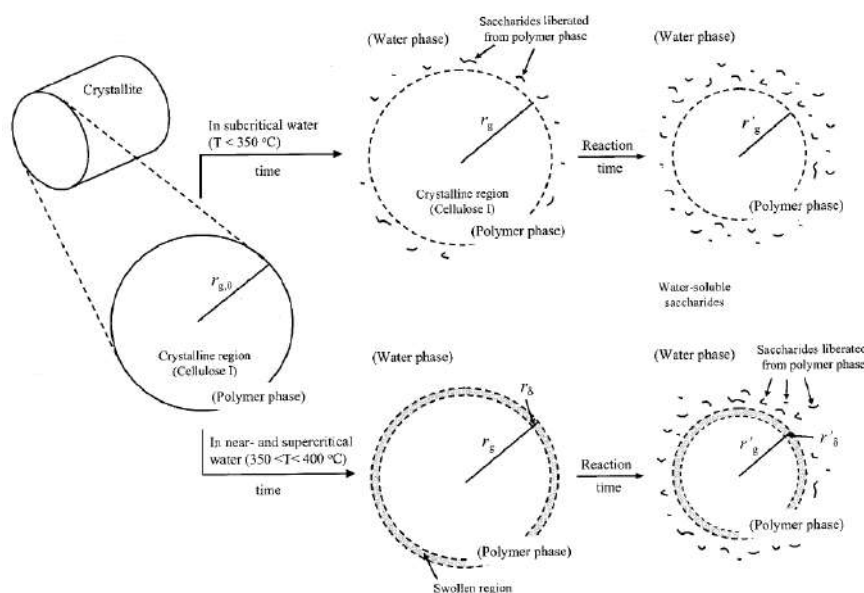 Crystallite
In subcritical water
(T < 350 °C)
time
(Water phase)
Saccharides liberated
from polymer phase
r_g
Crystalline region
(Cellulose I)
(Polymer phase)
Reaction
time
(Water phase)
r'_g
(Polymer phase)
r_g,0
Crystalline region
(Cellulose I)
(Polymer phase)
Water-soluble
saccharides
In near- and supercritical
water (350 <T< 400 °C)
time
(Water phase)
r_δ
r_g
(Polymer phase)
Swollen region
Reaction
time
(Water phase)
Saccharides liberated
from polymer phase
r'_g
r'_δ
(Polymer phase)